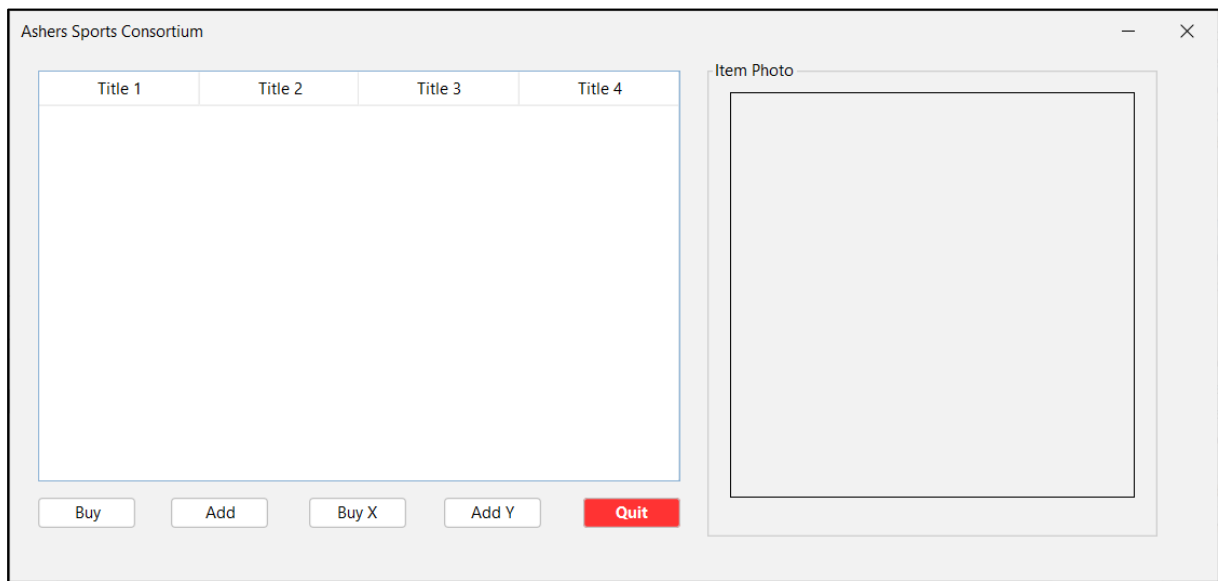 Ashers Sports Consortium
Title 1 Title 2 Title 3 Title 4
Item Photo
Buy Add Buy X Add Y Quit